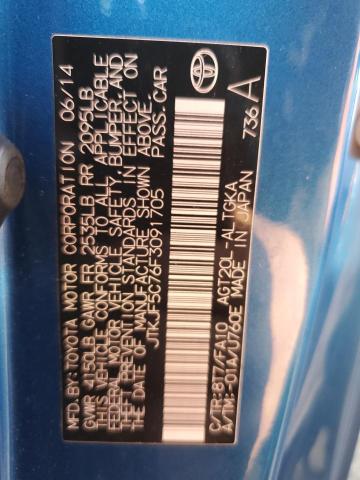 MFD. BY: TOYOTA MOTOR CORPORATION 06/14
GVWR 4150LB GAWR FR 2535LB RR 2095LB
THIS VEHICLE CONFORMS TO ALL APPLICABLE
FEDERAL MOTOR VEHICLE SAFETY, BUMPER, AND
THEFT PREVENTION STANDARDS IN EFFECT ON
THE DATE OF MANUFACTURE SHOWN ABOVE.
JTKJF5C76F3091705 PASS.CAR
C/TR:8T7/FA10 AGT20L-ALTGKA
A/TM:-01A/U760E MADE IN JAPAN 736A